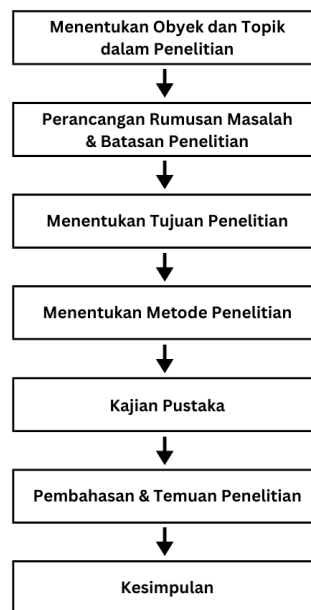 Menentukan Obyek dan Topik
dalam Penelitian
Perancangan Rumusan Masalah
& Batasan Penelitian
Menentukan Tujuan Penelitian
Menentukan Metode Penelitian
Kajian Pustaka
Pembahasan & Temuan Penelitian
Kesimpulan